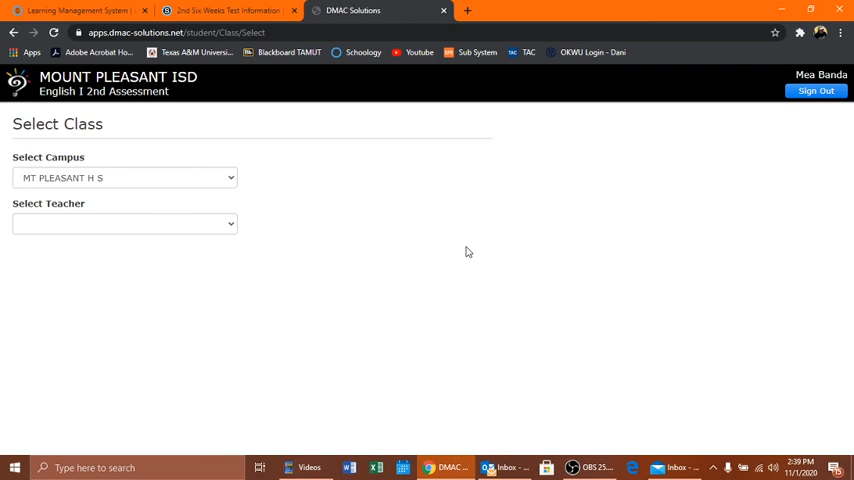 Learning Management System |
2nd Six Weeks Test Information |
DMAC Solutions
apps.dmac-solutions.net/student/Class/Select
Apps
Adobe Acrobat Ho...
Texas A&M Universi...
Blackboard TAMUT
Schoology
Youtube
Sub System
TAC
OKWU Login - Dani
MOUNT PLEASANT ISD
English I 2nd Assessment
Mea Banda
Sign Out
Select Class
Select Campus
MT PLEASANT H S
Select Teacher
Type here to search
Videos
DMAC ...
Inbox - ...
OBS 25....
Inbox - ...
2:39 PM
11/1/2020
15